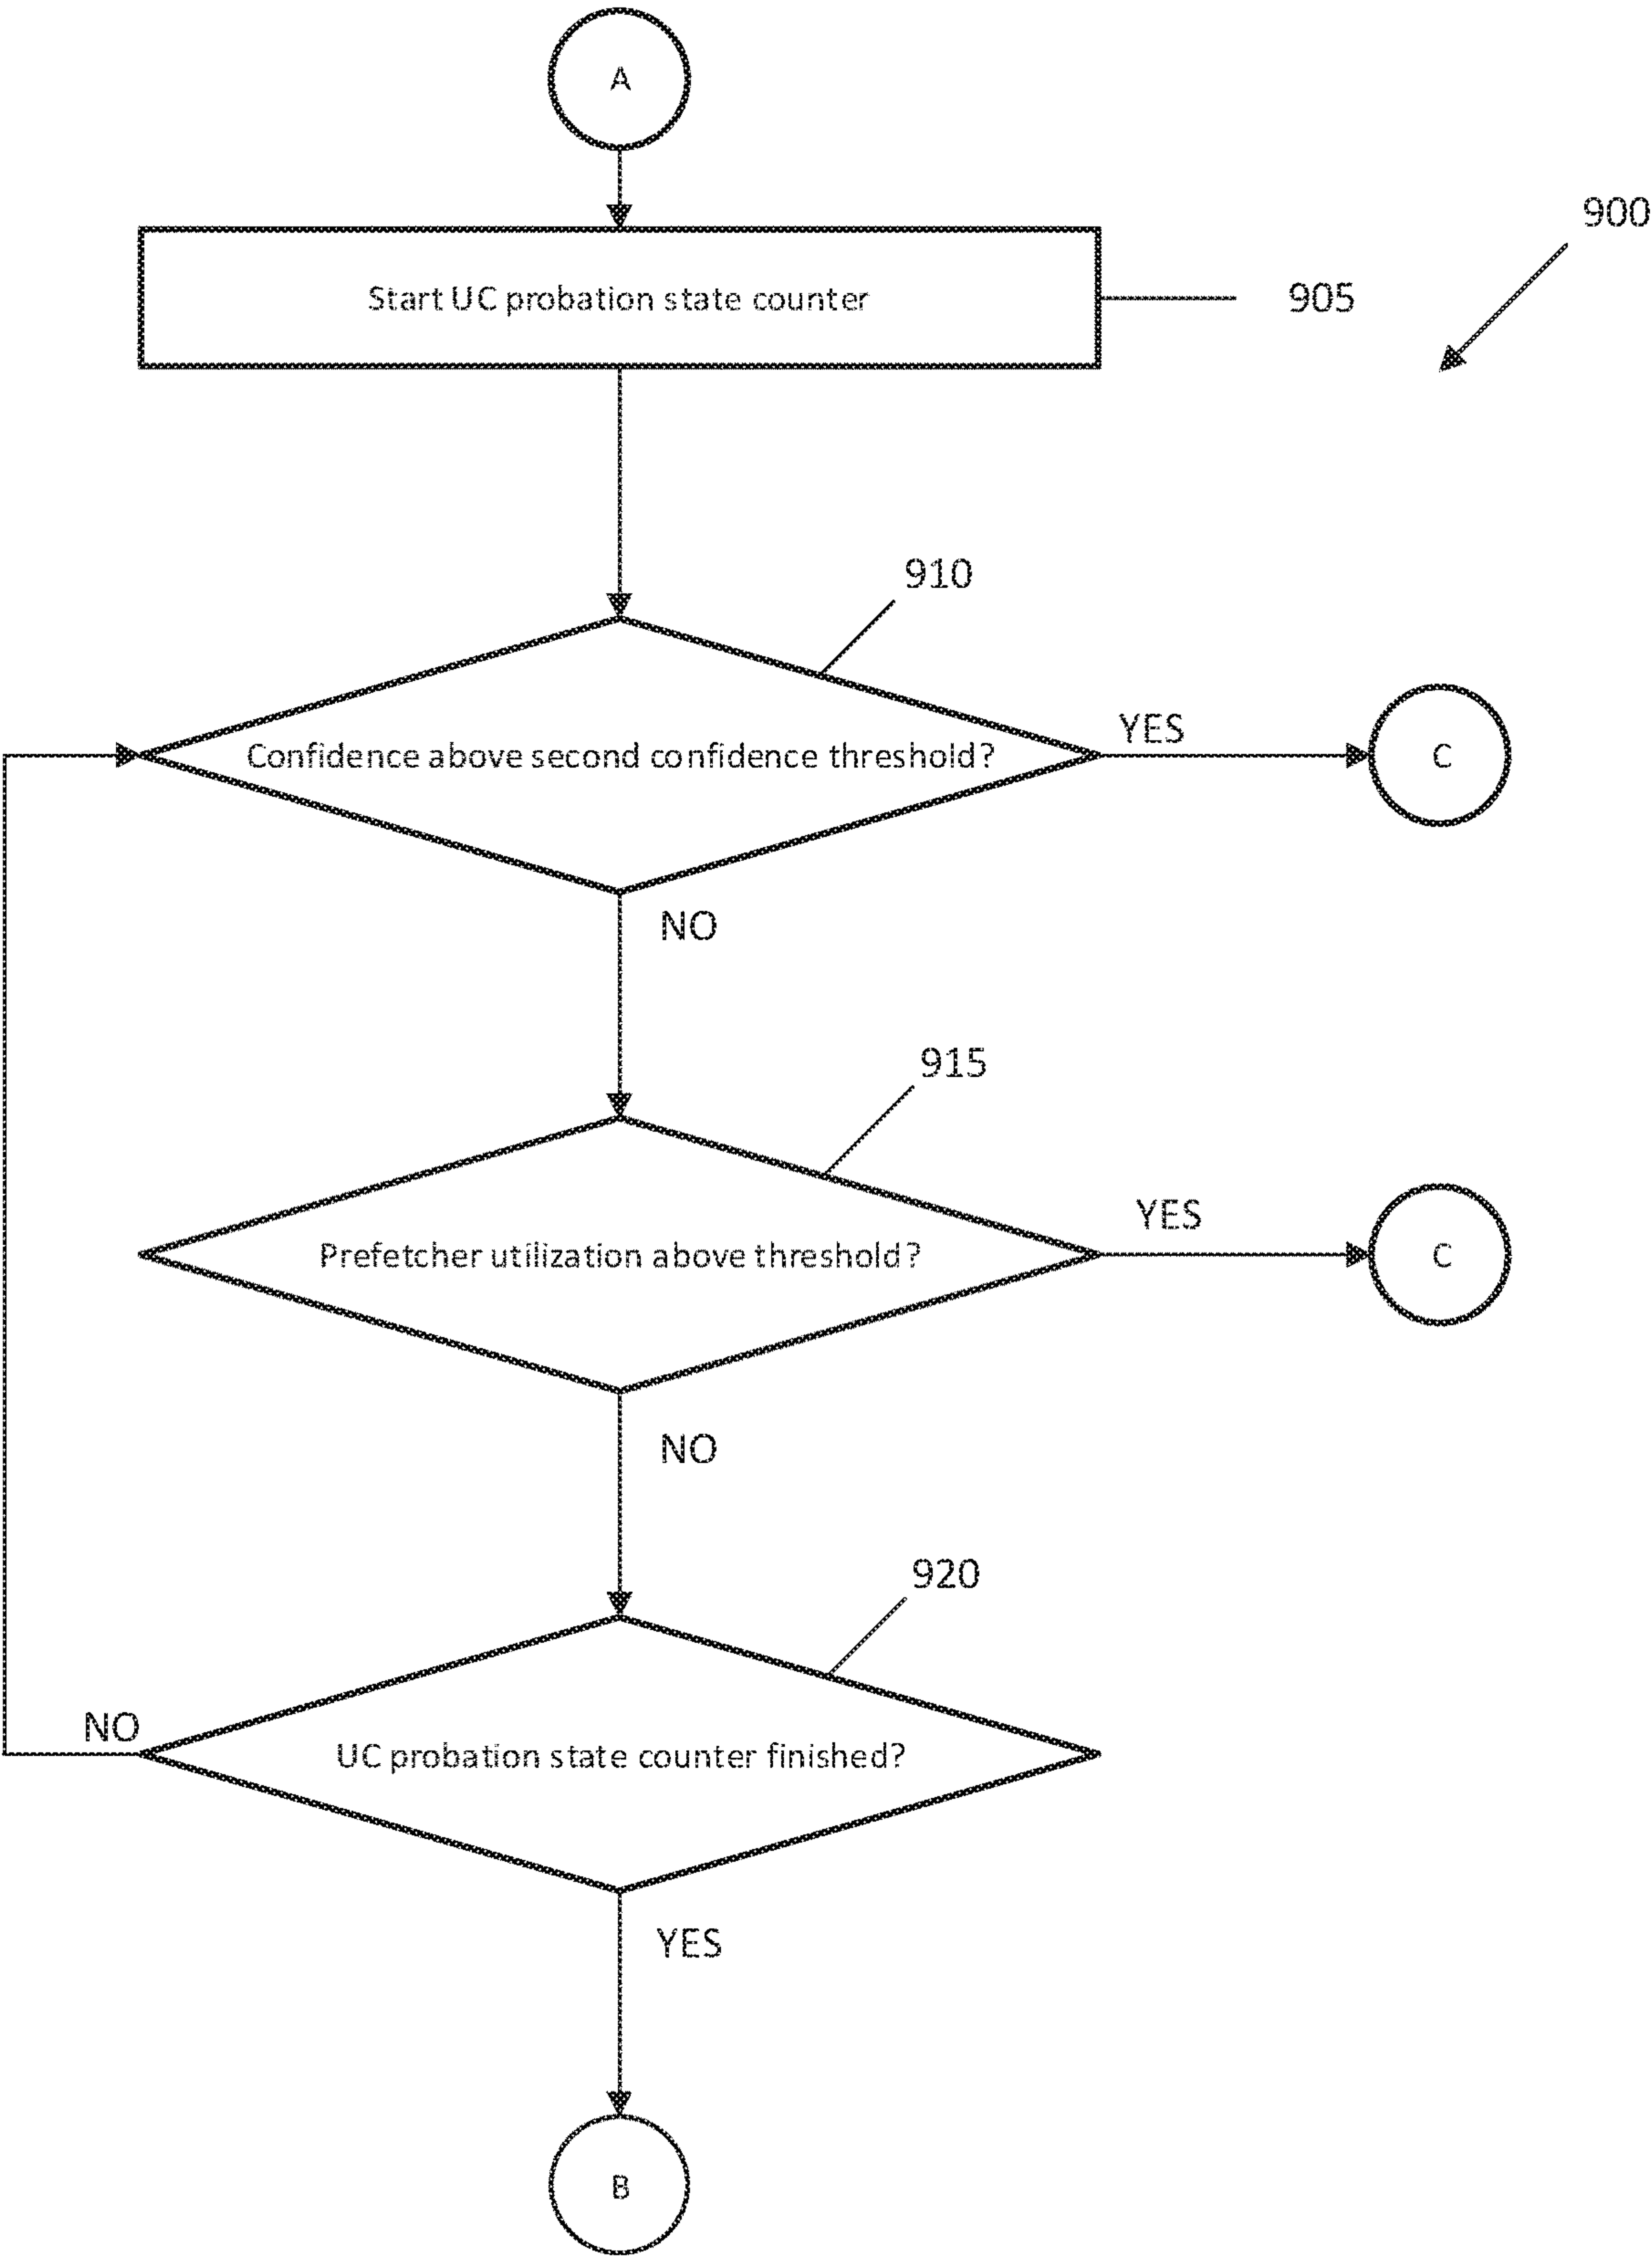 A
900
Start UC probation state counter
905
910
Confidence above second confidence threshold?
YES
C
NO
915
Prefetcher utilization above threshold?
YES
C
NO
920
UC probation state counter finished?
NO
YES
B